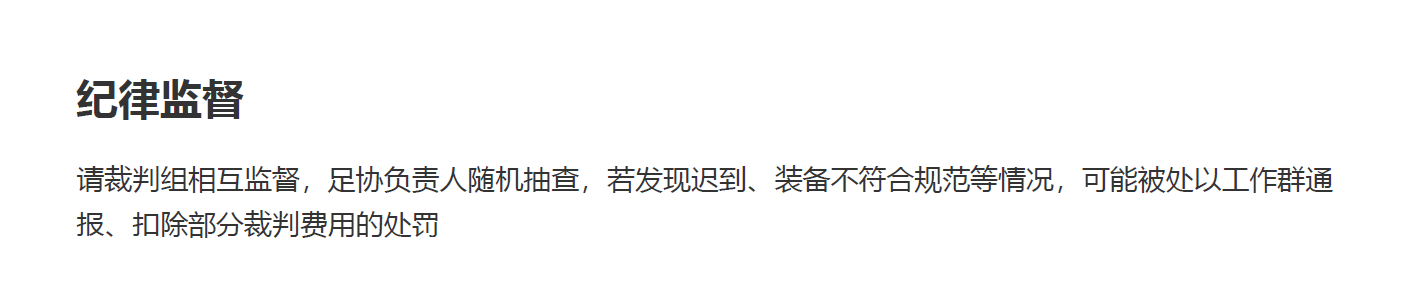 纪律监督
请裁判组相互监督，足协负责人随机抽查，若发现迟到、装备不符合规范等情况，可能被处以工作群通
报、扣除部分裁判费用的处罚